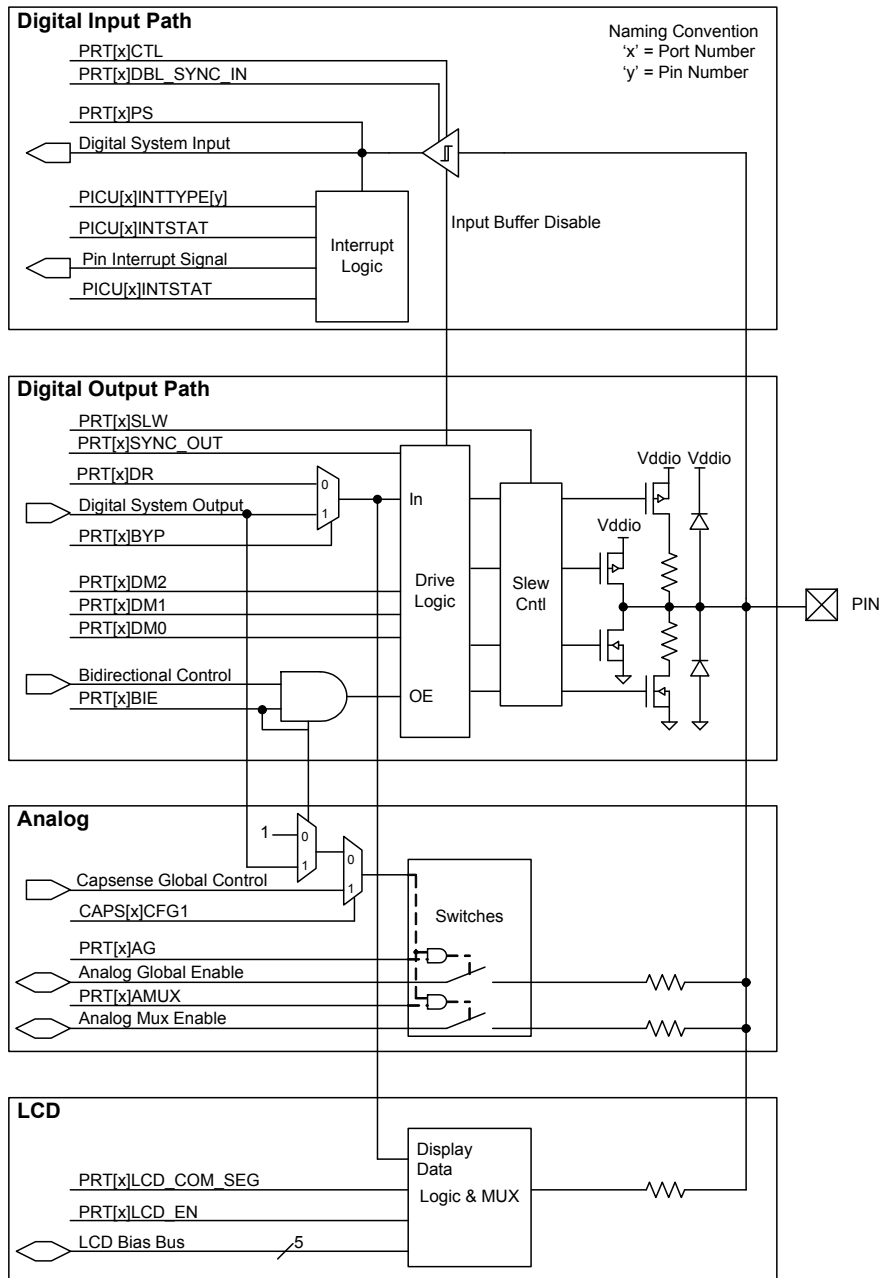 Digital Input Path
Naming Convention
‘x’ = Port Number
‘y’ = Pin Number
PRT[x]CTL
PRT[x]DBL_SYNC_IN
PRT[x]PS
Digital System Input
PICU[x]INTTYPE[y]
PICU[x]INTSTAT
Pin Interrupt Signal
PICU[x]INTSTAT
Interrupt
Logic
Input Buffer Disable
Digital Output Path
PRT[x]SLW
PRT[x]SYNC_OUT
PRT[x]DR
Digital System Output
PRT[x]BYP
0
1
PRT[x]DM2
PRT[x]DM1
PRT[x]DM0
Bidirectional Control
PRT[x]BIE
In
Drive
Logic
OE
Slew
Cntl
Vddio Vddio
Vddio
PIN
Analog
1
0
1
0
1
Capsense Global Control
CAPS[x]CFG1
Switches
PRT[x]AG
Analog Global Enable
PRT[x]AMUX
Analog Mux Enable
LCD
Display
Data
Logic & MUX
PRT[x]LCD_COM_SEG
PRT[x]LCD_EN
LCD Bias Bus
5